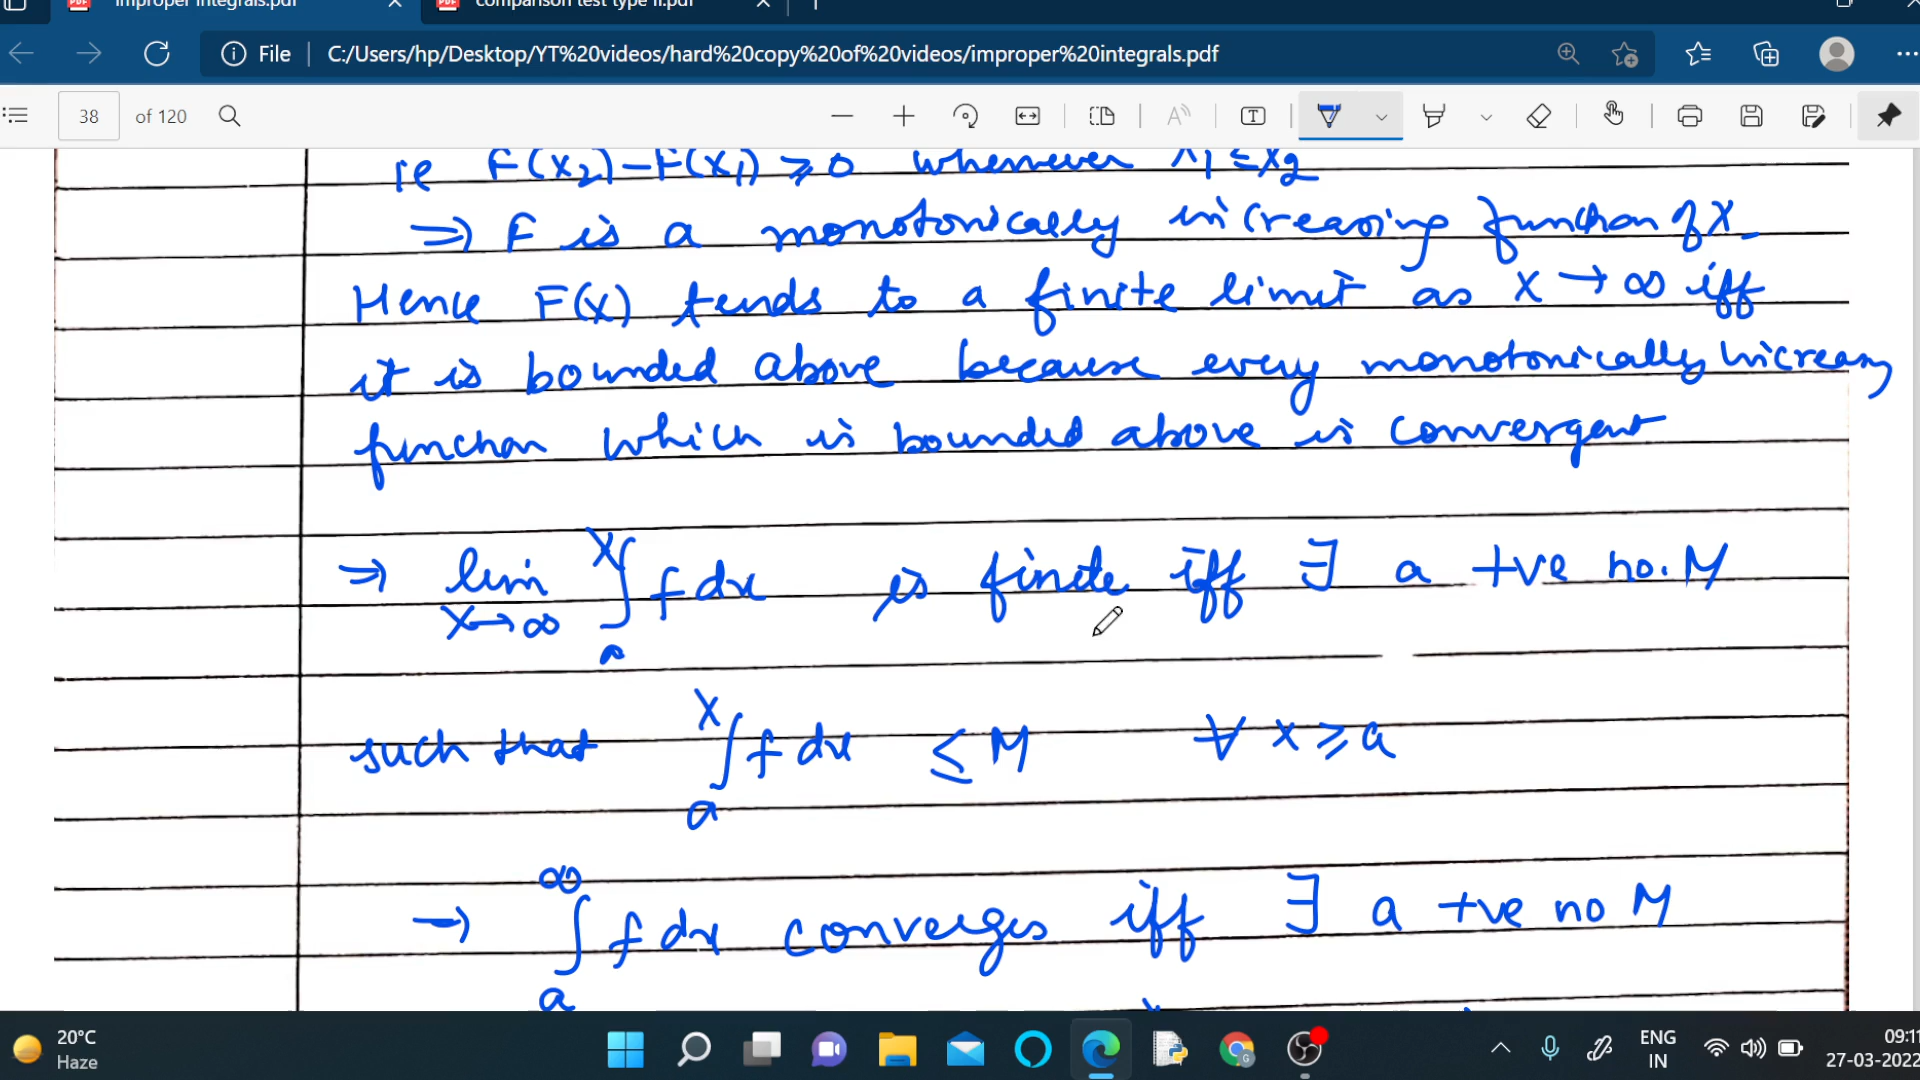 improper integrals.pdf
comparison test type II.pdf
File
C:/Users/hp/Desktop/YT%20videos/hard%20copy%20of%20videos/improper%20integrals.pdf
38 of 120
ie F(x₂)-F(x₁) ≥ 0 whenever x₁ ≤ x₂
⇒ F is a monotonically increasing function of X
Hence F(X) tends to a finite limit as X → ∞ iff
it is bounded above because every monotonically increasing
function which is bounded above is convergent
⇒ lim X→∞ ∫ₐˣ f dx is finite iff ∃ a +ve no. M
such that ∫ₐˣ f dx ≤ M ∀ x ≥ a
→ ∫ₐ^∞ f dx converges iff ∃ a +ve no M
20°C
Haze
ENG
IN
09:11
27-03-2022